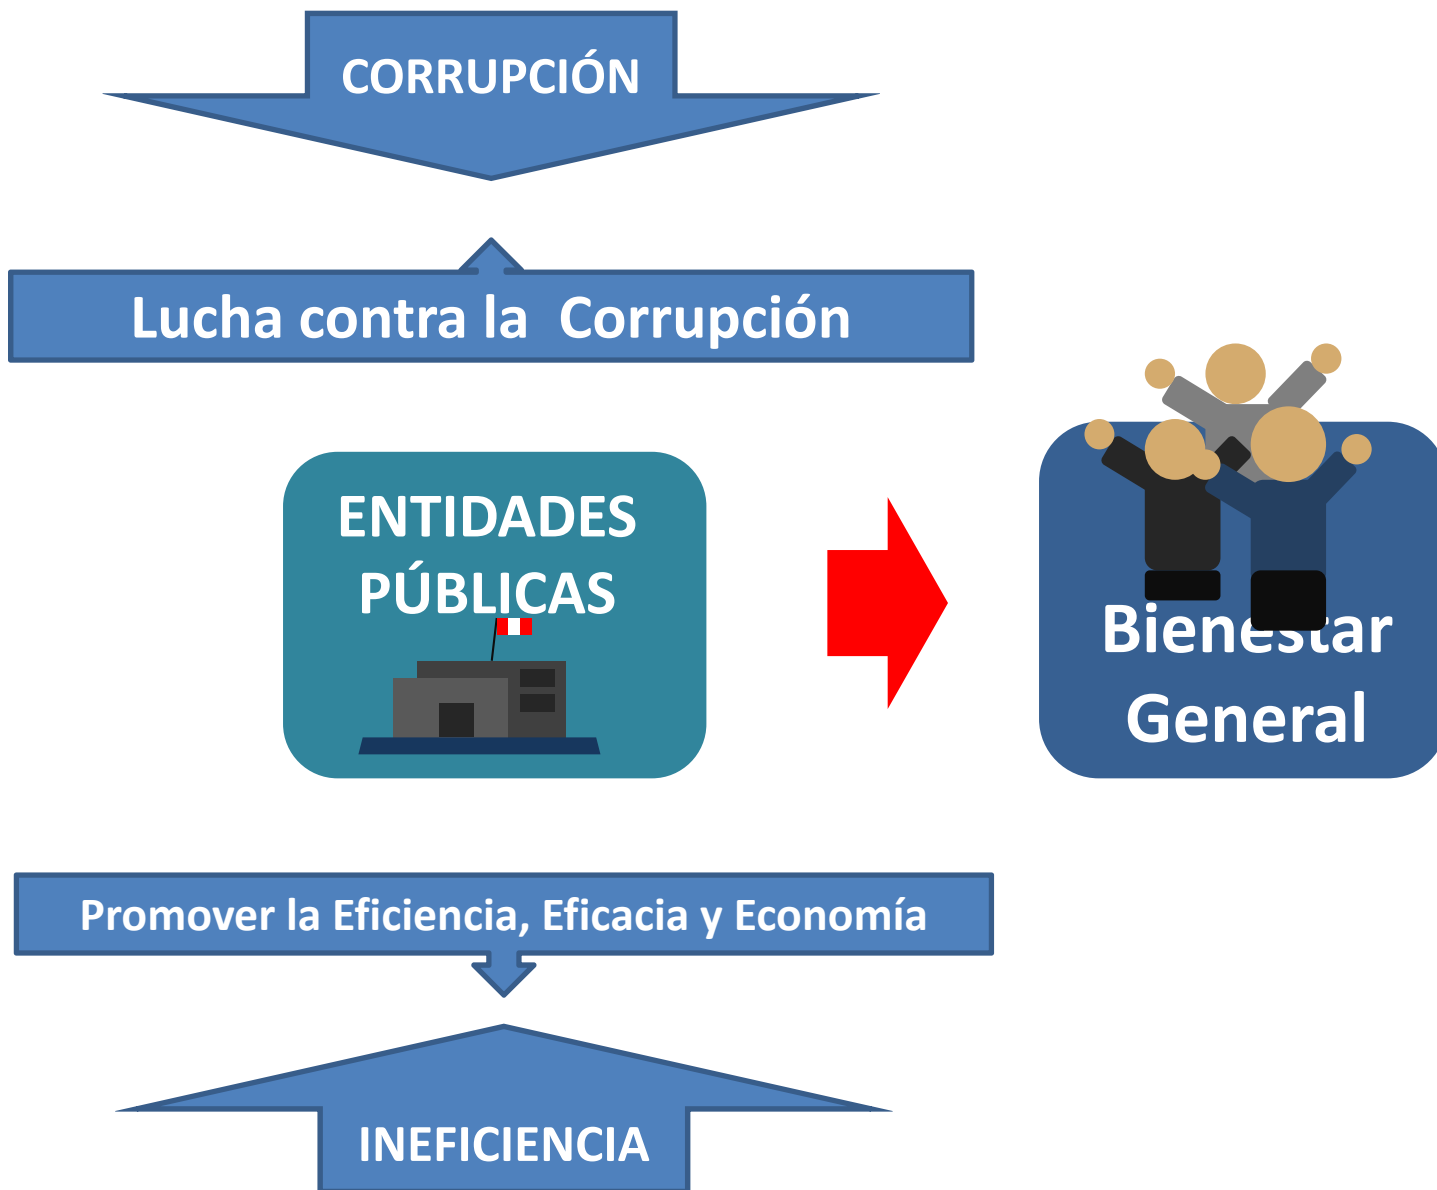 CORRUPCIÓN
Lucha contra la Corrupción
ENTIDADES
PÚBLICAS
Bienestar
General
Promover la Eficiencia, Eficacia y Economía
INEFICIENCIA